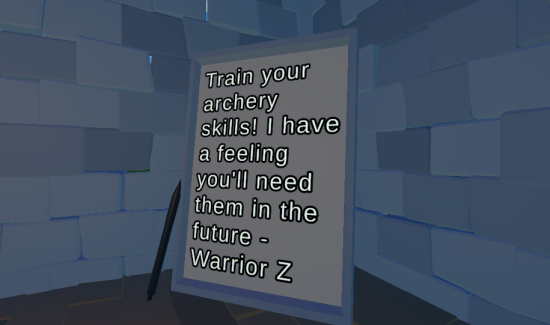 Train your
archery
skills! I have
a feeling
you'll need
them in the
future -
Warrior Z